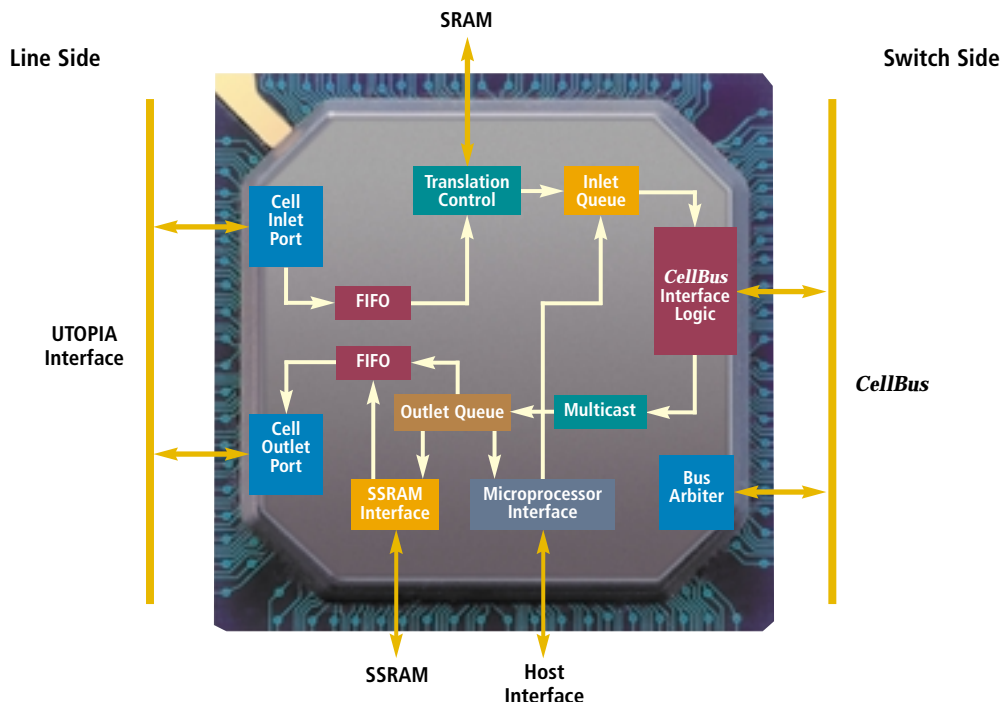 SRAM
Line Side
Switch Side
Translation
Control
Inlet
Queue
Cell
Inlet
Port
CellBus
Interface
Logic
FIFO
UTOPIA
Interface
FIFO
CellBus
Outlet Queue
Multicast
Cell
Outlet
Port
SSRAM
Interface
Microprocessor
Interface
Bus
Arbiter
SSRAM
Host
Interface